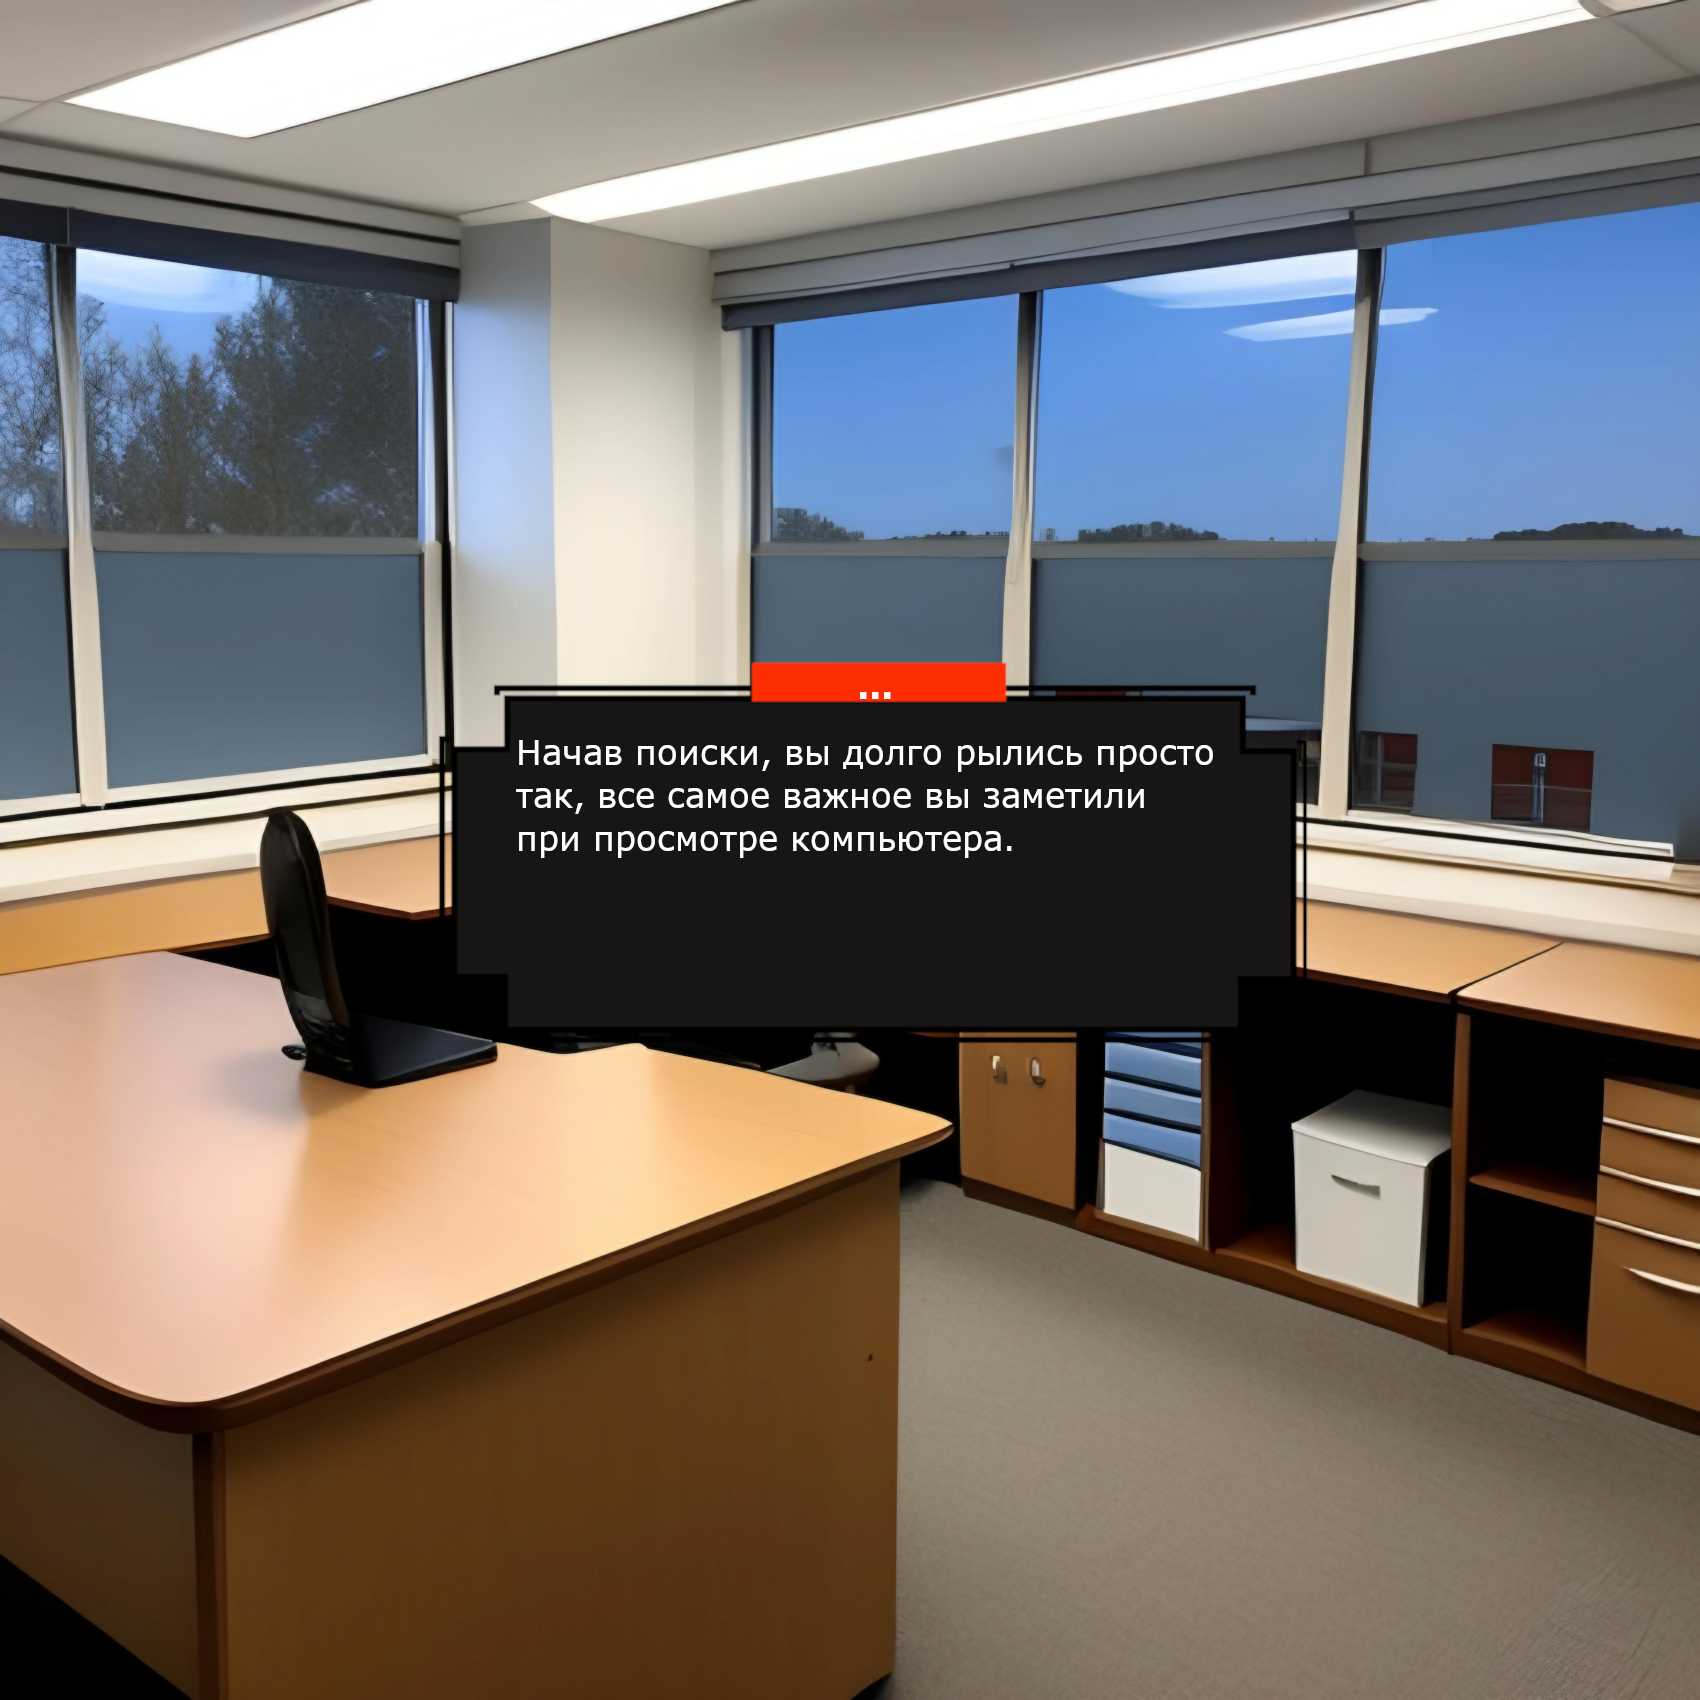 ...
Начав поиски, вы долго рылись просто
так, все самое важное вы заметили
при просмотре компьютера.